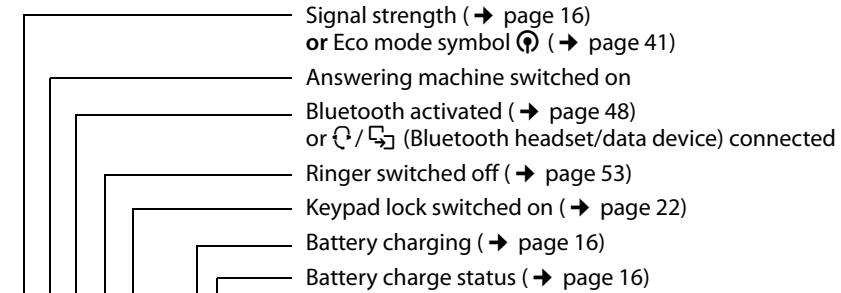 Signal strength ( ➔ page 16)
or Eco mode symbol ( ➔ page 41)
Answering machine switched on
Bluetooth activated ( ➔ page 48)
or / (Bluetooth headset/data device) connected
Ringer switched off ( ➔ page 53)
Keypad lock switched on ( ➔ page 22)
Battery charging ( ➔ page 16)
Battery charge status ( ➔ page 16)